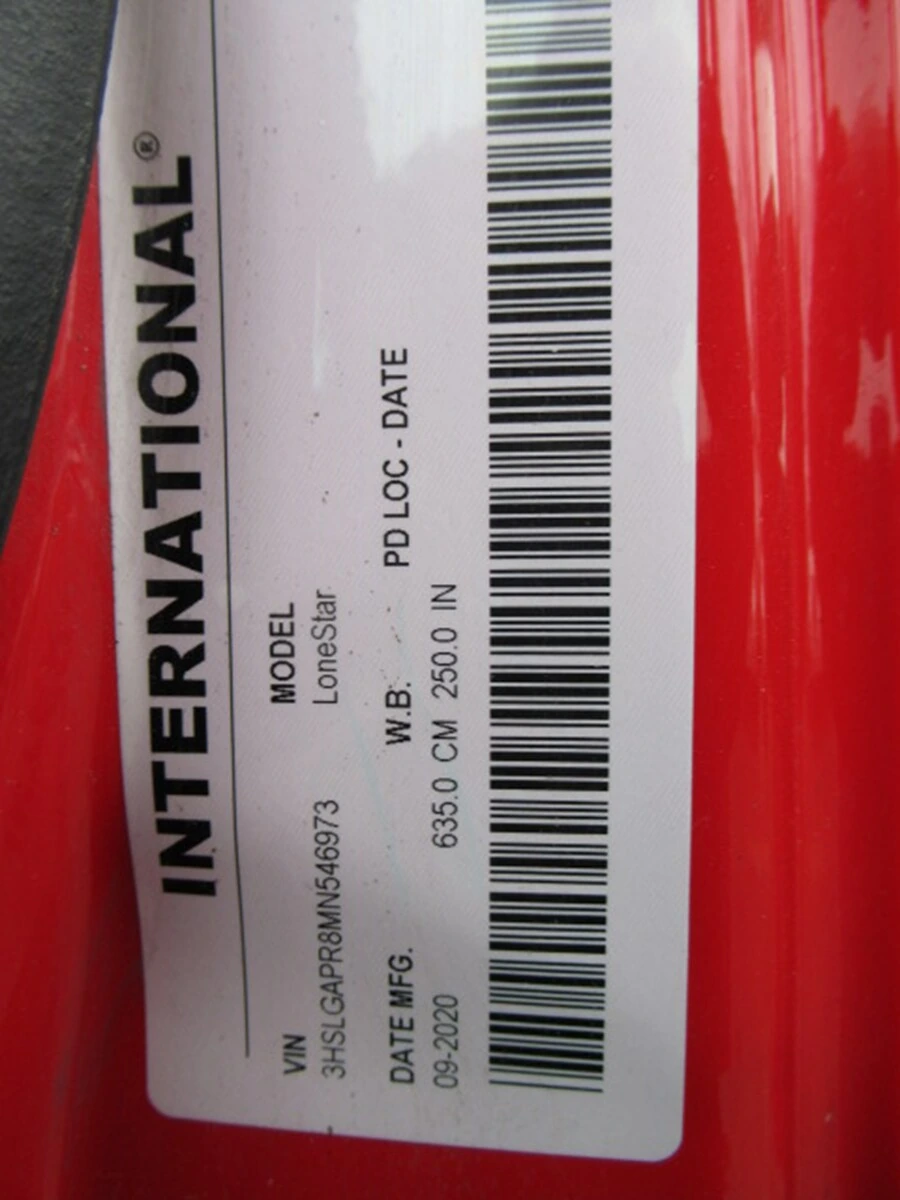 INTERNATIONAL®
VIN MODEL
3HSLGAPR8MN546973 LoneStar
DATE MFG. W.B. PD LOC - DATE
09-2020 635.0 CM 250.0 IN